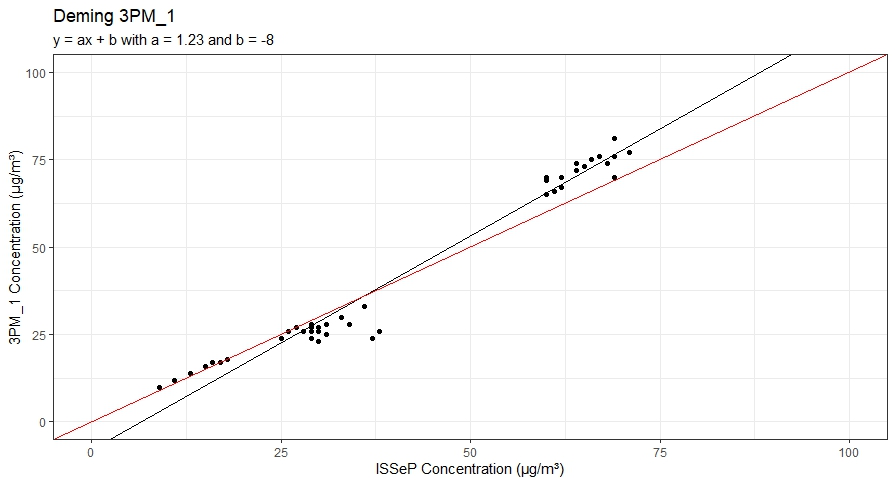 Deming 3PM_1
y = ax + b with a = 1.23 and b = -8
100
75
50
25
0
3PM_1 Concentration (µg/m³)
0 25 50 75 100
ISSeP Concentration (µg/m³)